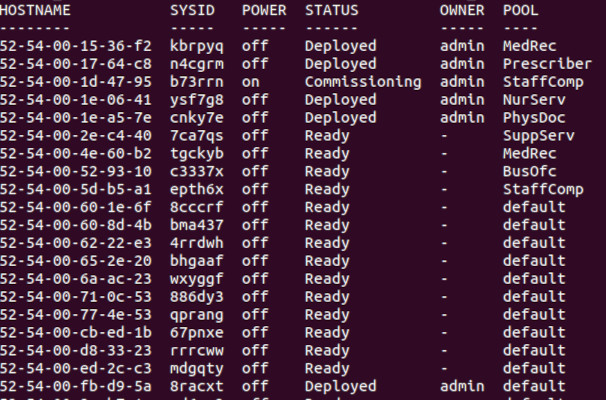 HOSTNAME SYSID POWER STATUS OWNER POOL
-------- ----- ----- ------ ----- ----
52-54-00-15-36-f2 kbrpyq off Deployed admin MedRec
52-54-00-17-64-c8 n4cgrm off Deployed admin Prescriber
52-54-00-1d-47-95 b73rrn on Commissioning admin StaffComp
52-54-00-1e-06-41 ysf7g8 off Deployed admin NurServ
52-54-00-1e-a5-7e cnky7e off Deployed admin PhysDoc
52-54-00-2e-c4-40 7ca7qs off Ready - SuppServ
52-54-00-4e-60-b2 tgckyb off Ready - MedRec
52-54-00-52-93-10 c3337x off Ready - BusOfc
52-54-00-5d-b5-a1 epth6x off Ready - StaffComp
52-54-00-60-1e-6f 8cccrf off Ready - default
52-54-00-60-8d-4b bma437 off Ready - default
52-54-00-62-22-e3 4rrdwh off Ready - default
52-54-00-65-2e-20 bhgaaf off Ready - default
52-54-00-6a-ac-23 wxyggf off Ready - default
52-54-00-71-0c-53 886dy3 off Ready - default
52-54-00-77-4e-53 qprang off Ready - default
52-54-00-cb-ed-1b 67pnxe off Ready - default
52-54-00-d8-33-23 rrrcww off Ready - default
52-54-00-ed-2c-c3 mdgqty off Ready - default
52-54-00-fb-d9-5a 8racxt off Deployed admin default